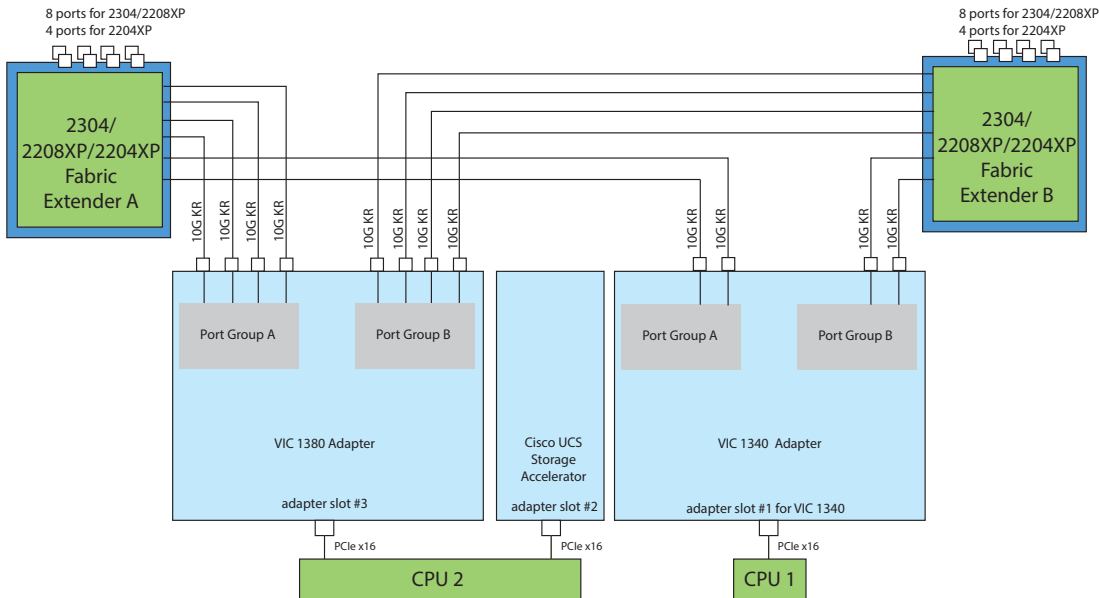 8 ports for 2304/2208XP
4 ports for 2204XP
8 ports for 2304/2208XP
4 ports for 2204XP
2304/
2208XP/2204XP
Fabric
Extender A
2304/
2208XP/2204XP
Fabric
Extender B
10G KR
10G KR
10G KR
10G KR
10G KR
10G KR
10G KR
10G KR
10G KR
10G KR
10G KR
10G KR
Port Group A
Port Group B
Port Group A
Port Group B
VIC 1380 Adapter
Cisco UCS
Storage
Accelerator
VIC 1340 Adapter
adapter slot #3
adapter slot #2
adapter slot #1 for VIC 1340
PCIe x16
PCIe x16
PCIe x16
CPU 2
CPU 1